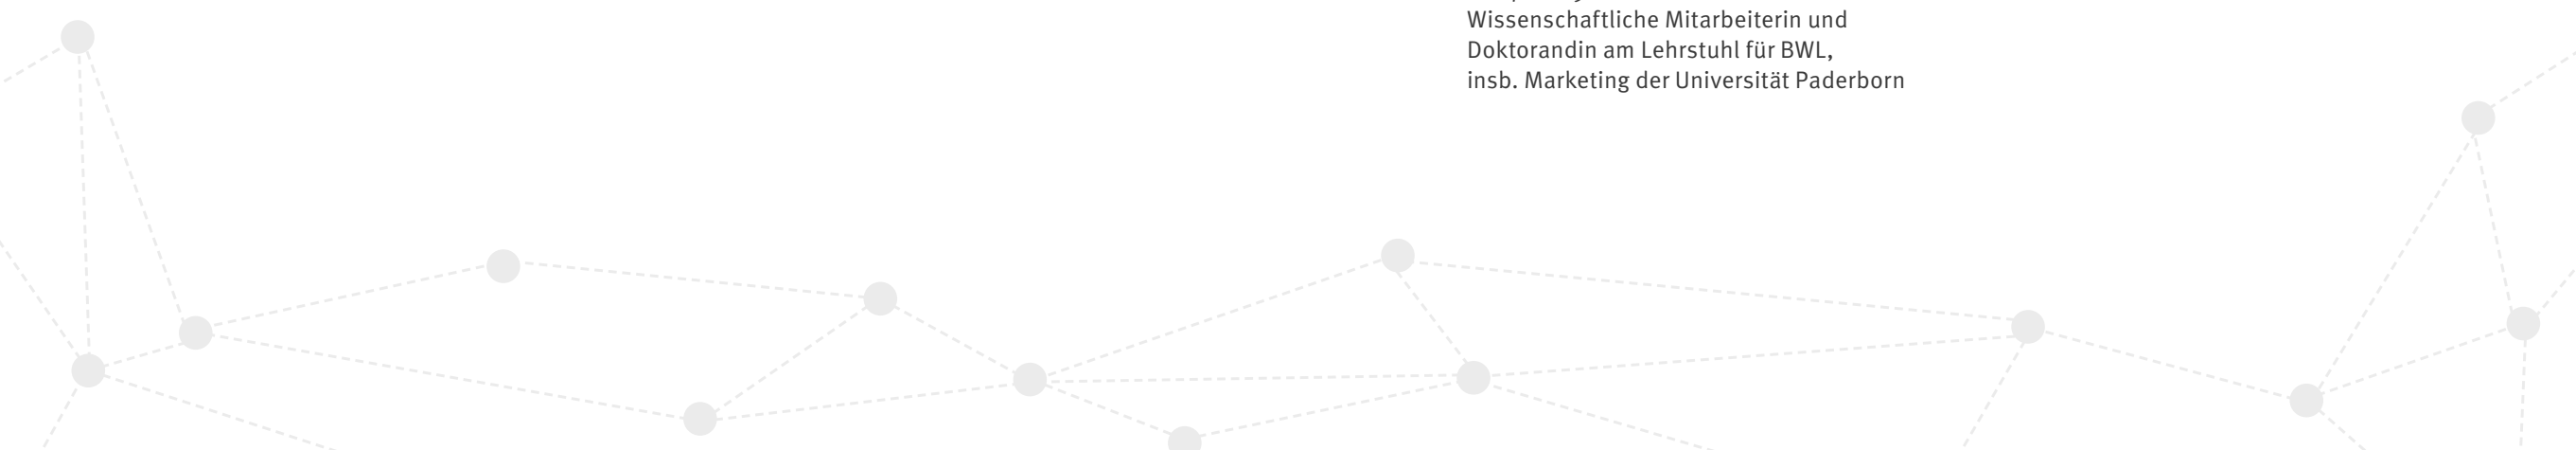 Wissenschaftliche Mitarbeiterin und
Doktorandin am Lehrstuhl für BWL,
insb. Marketing der Universität Paderborn